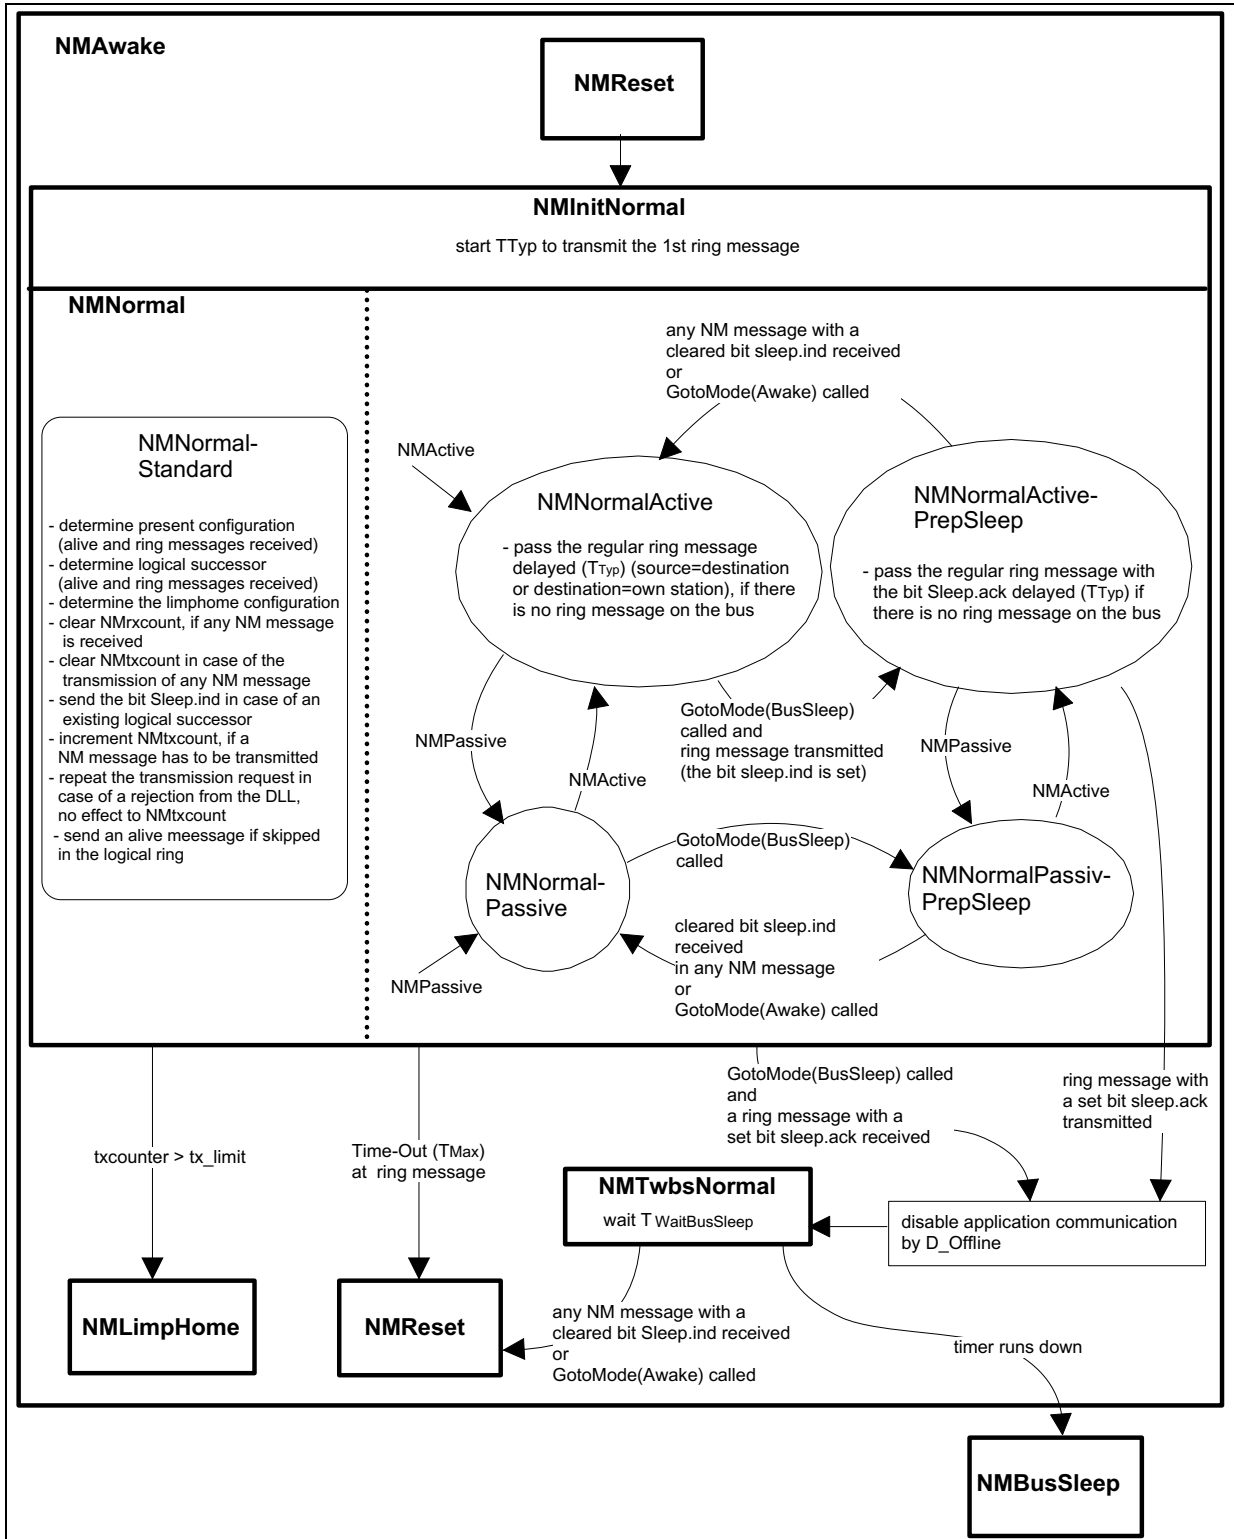 NMAwake
NMReset
NMInitNormal
start TTyp to transmit the 1st ring message
NMNormal
any NM message with a
cleared bit sleep.ind received
or
GotoMode(Awake) called
NMNormal-
Standard
- determine present configuration
(alive and ring messages received)
- determine logical successor
(alive and ring messages received)
- determine the limphome configuration
- clear NMrxcount, if any NM message
is received
- clear NMtxcount in case of the
transmission of any NM message
- send the bit Sleep.ind in case of an
existing logical successor
- increment NMtxcount, if a
NM message has to be transmitted
- repeat the transmission request in
case of a rejection from the DLL,
no effect to NMtxcount
- send an alive meessage if skipped
in the logical ring
NMActive
NMNormalActive
- pass the regular ring message
delayed (TTyp) (source=destination
or destination=own station), if there
is no ring message on the bus
NMNormalActive-
PrepSleep
- pass the regular ring message with
the bit Sleep.ack delayed (TTyp) if
there is no ring message on the bus
NMPassive
NMActive
GotoMode(BusSleep)
called and
ring message transmitted
(the bit sleep.ind is set)
NMPassive
NMActive
GotoMode(BusSleep)
called
NMNormal-
Passive
NMNormalPassiv-
PrepSleep
cleared bit sleep.ind
received
in any NM message
or
GotoMode(Awake) called
NMPassive
GotoMode(BusSleep) called
and
a ring message with a
set bit sleep.ack received
ring message with
a set bit sleep.ack
transmitted
txcounter > tx_limit
Time-Out (TMax)
at ring message
NMTwbsNormal
wait TWaitBusSleep
disable application communication
by D_Offline
NMLimpHome
NMReset
any NM message with a
cleared bit Sleep.ind received
or
GotoMode(Awake) called
timer runs down
NMBusSleep